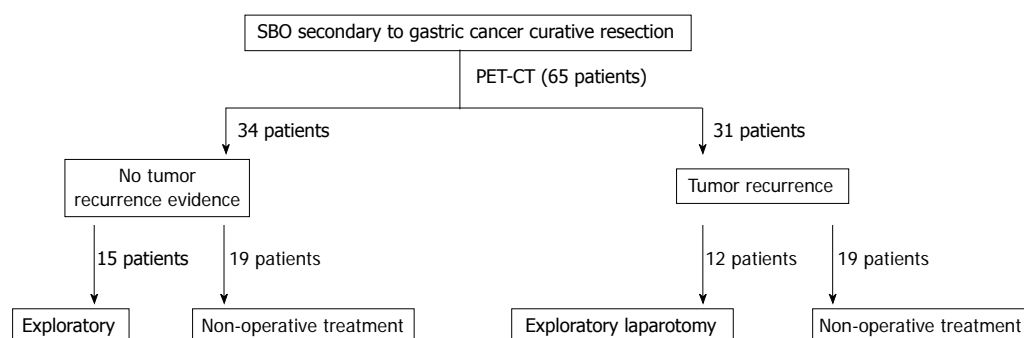 SBO secondary to gastric cancer curative resection
PET-CT (65 patients)
34 patients
31 patients
No tumor
recurrence evidence
Tumor recurrence
15 patients
19 patients
12 patients
19 patients
Exploratory
Non-operative treatment
Exploratory laparotomy
Non-operative treatment